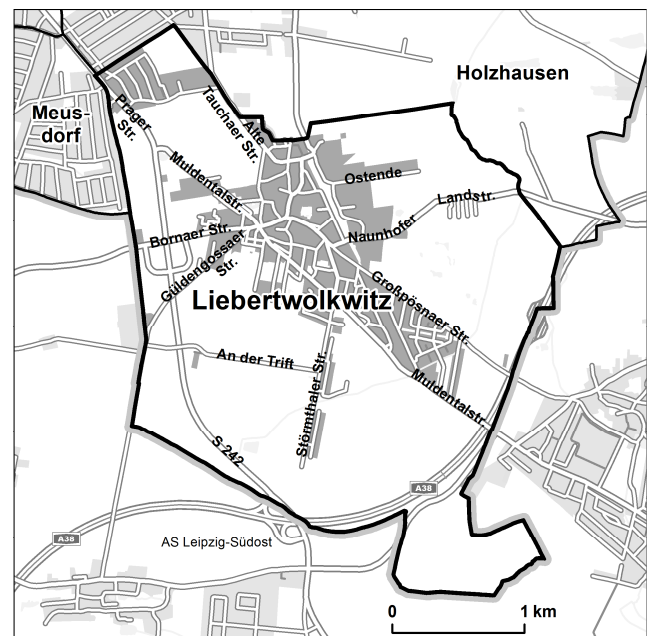 Holzhausen
Meus-
dorf
Prager
Str.
Alte
Tauchaer Str.
Muldentalstr.
Ostende
Landstr.
Naunhofer
Bornaer Str.
Güldengossaer
Str.
Liebertwolkwitz
Großpösnaer Str.
An der Trift
Störmthaler Str.
Muldentalstr.
S 242
A38
A38
AS Leipzig-Südost
0 1 km